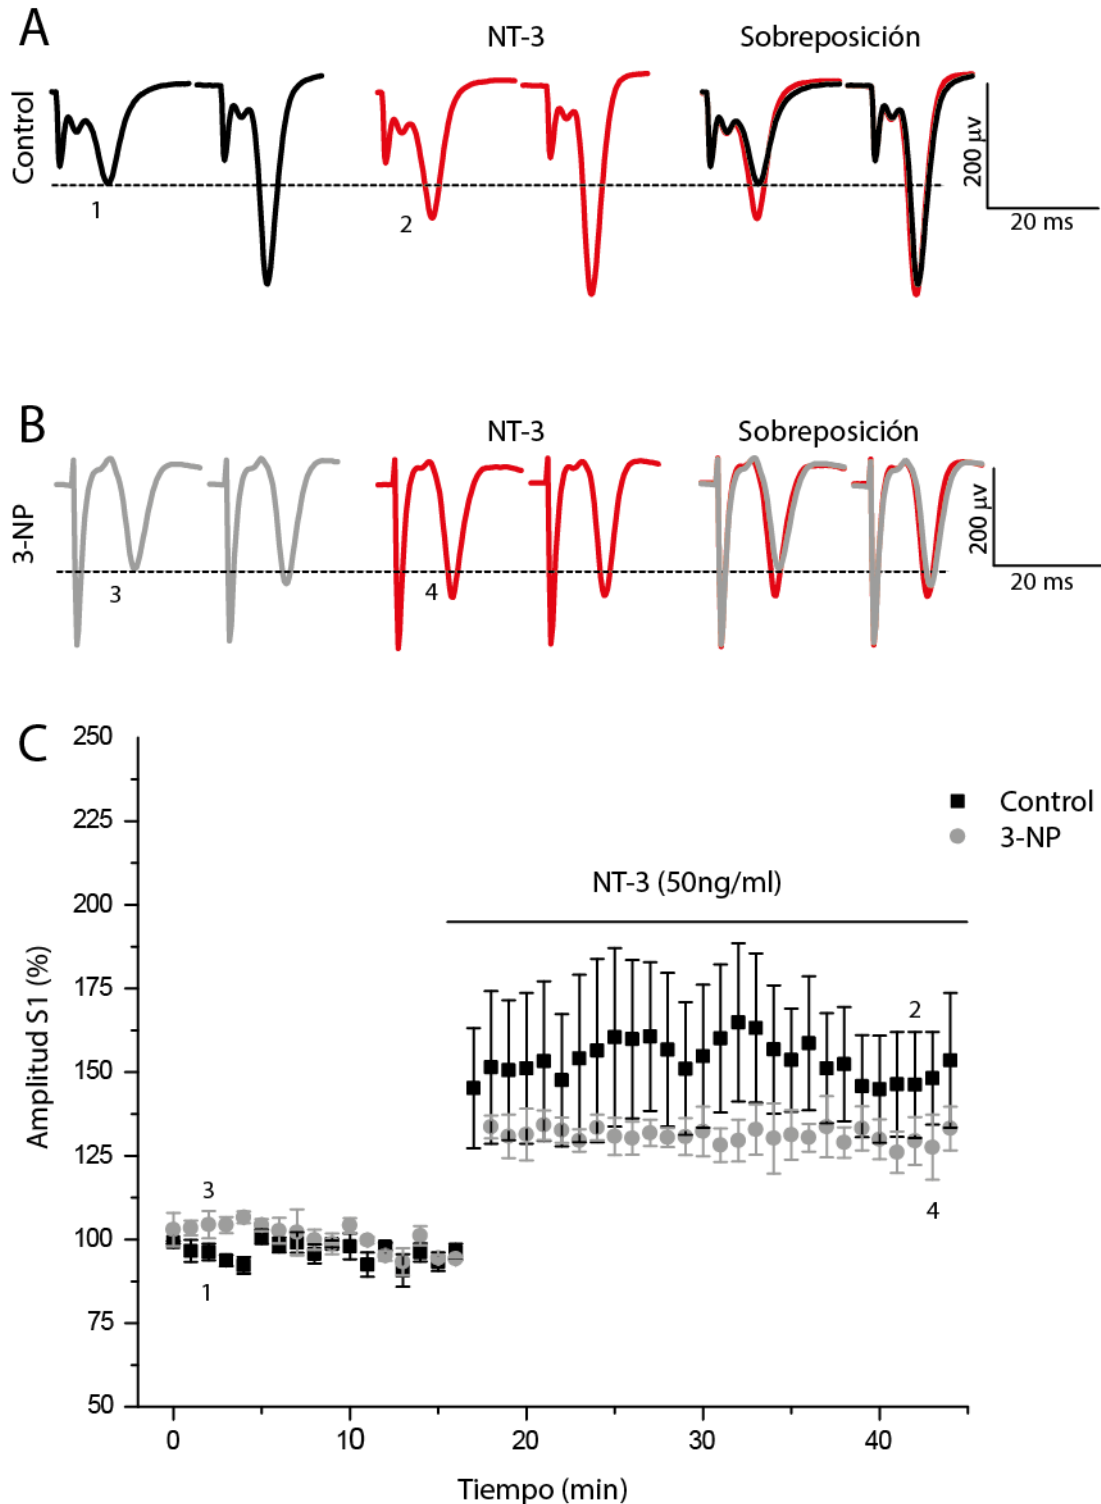 A
NT-3
Sobreposición
Control
1
2
200 µv
20 ms
B
NT-3
Sobreposición
3-NP
3
4
200 µv
20 ms
C
250
225
200
175
150
125
100
75
50
Amplitud S1 (%)
Control
3-NP
NT-3 (50ng/ml)
2
3
4
1
0
10
20
30
40
Tiempo (min)